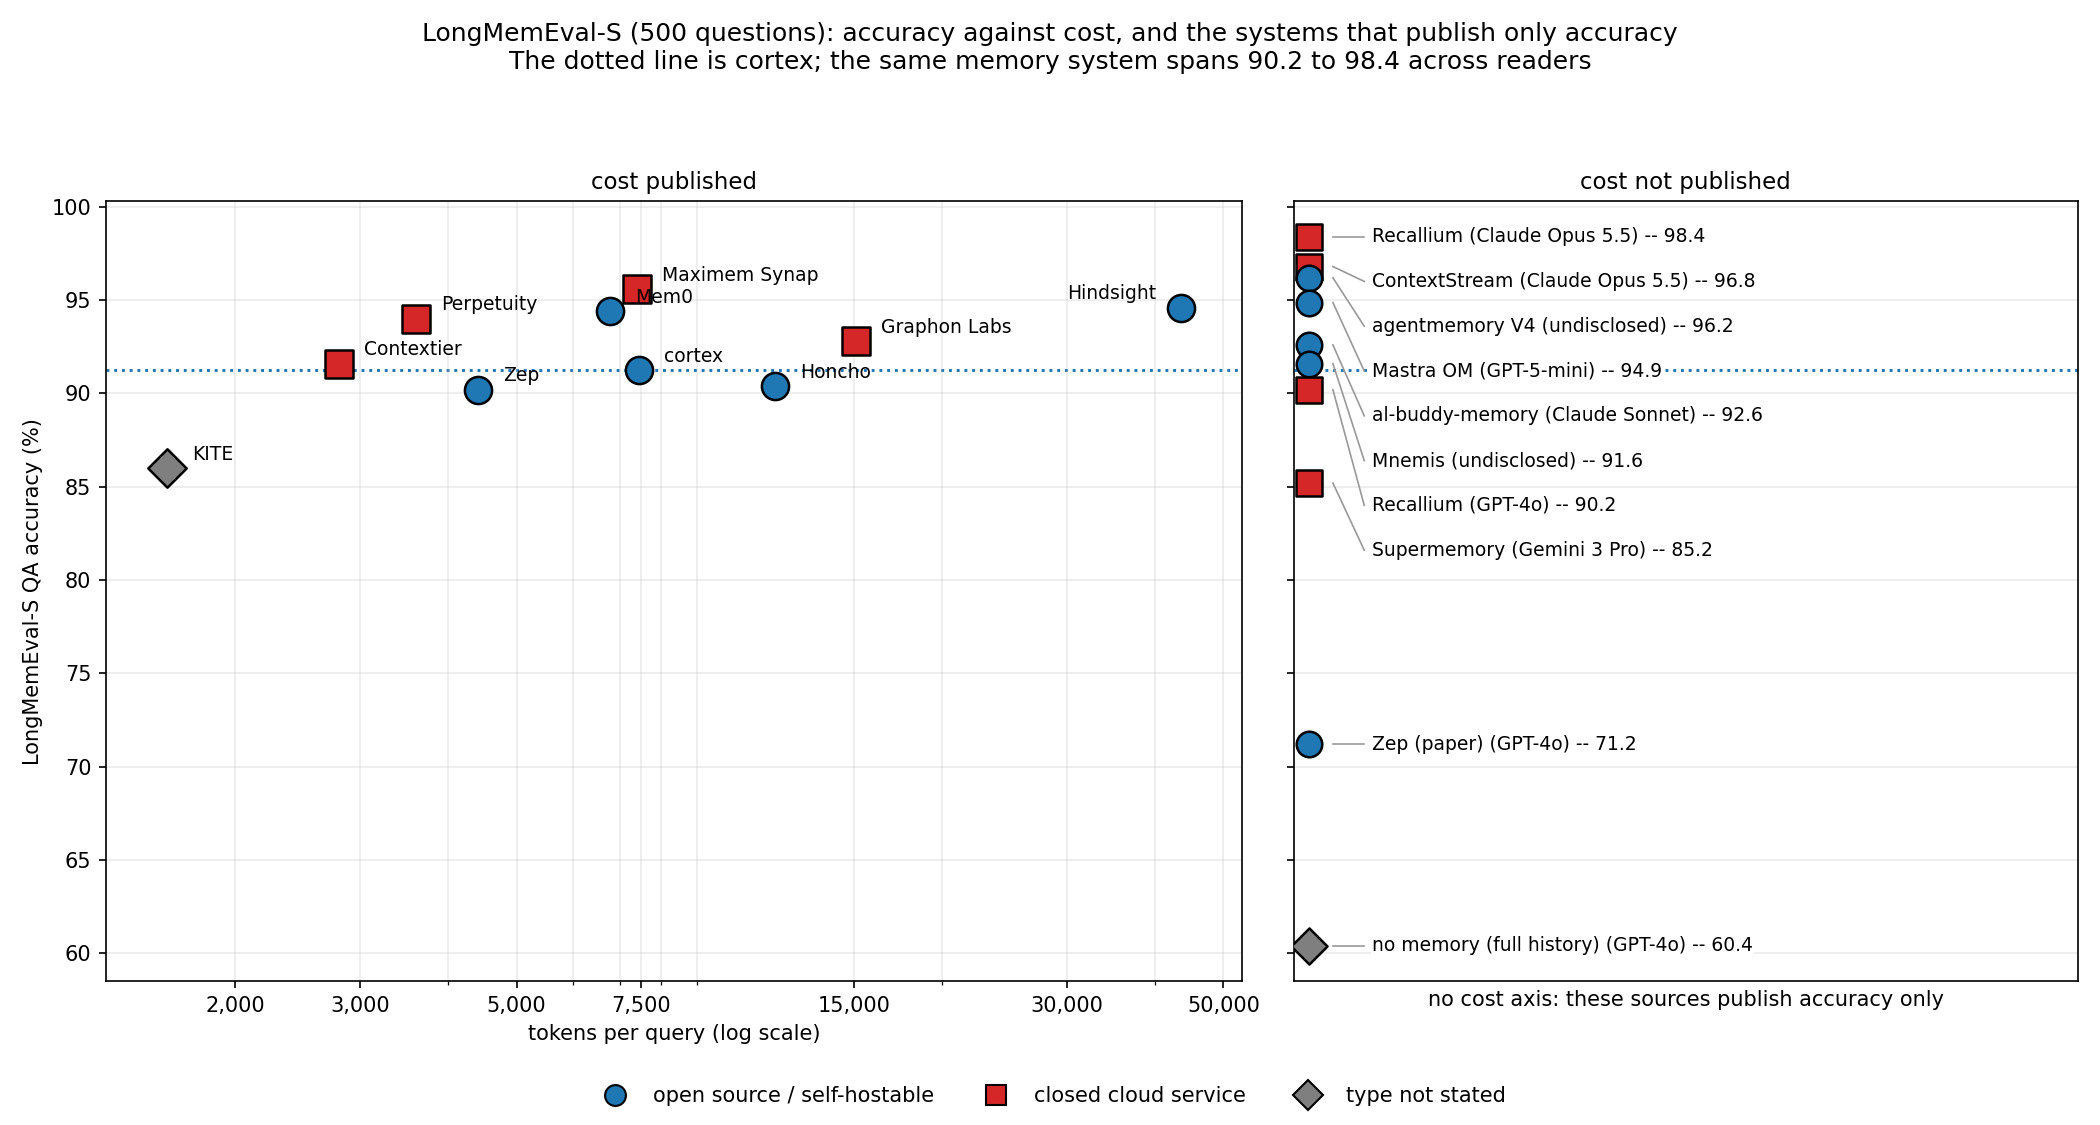 LongMemEval-S (500 questions): accuracy against cost, and the systems that publish only accuracy
The dotted line is cortex; the same memory system spans 90.2 to 98.4 across readers
cost published
LongMemEval-S QA accuracy (%)
100
95
90
85
80
75
70
65
60
Maximem Synap
Mem0
Hindsight
Perpetuity
Graphon Labs
Contextier
cortex
Honcho
Zep
KITE
2,000
3,000
5,000
7,500
15,000
30,000
50,000
tokens per query (log scale)
cost not published
Recallium (Claude Opus 5.5) -- 98.4
ContextStream (Claude Opus 5.5) -- 96.8
agentmemory V4 (undisclosed) -- 96.2
Mastra OM (GPT-5-mini) -- 94.9
al-buddy-memory (Claude Sonnet) -- 92.6
Mnemis (undisclosed) -- 91.6
Recallium (GPT-4o) -- 90.2
Supermemory (Gemini 3 Pro) -- 85.2
Zep (paper) (GPT-4o) -- 71.2
no memory (full history) (GPT-4o) -- 60.4
no cost axis: these sources publish accuracy only
open source / self-hostable
closed cloud service
type not stated